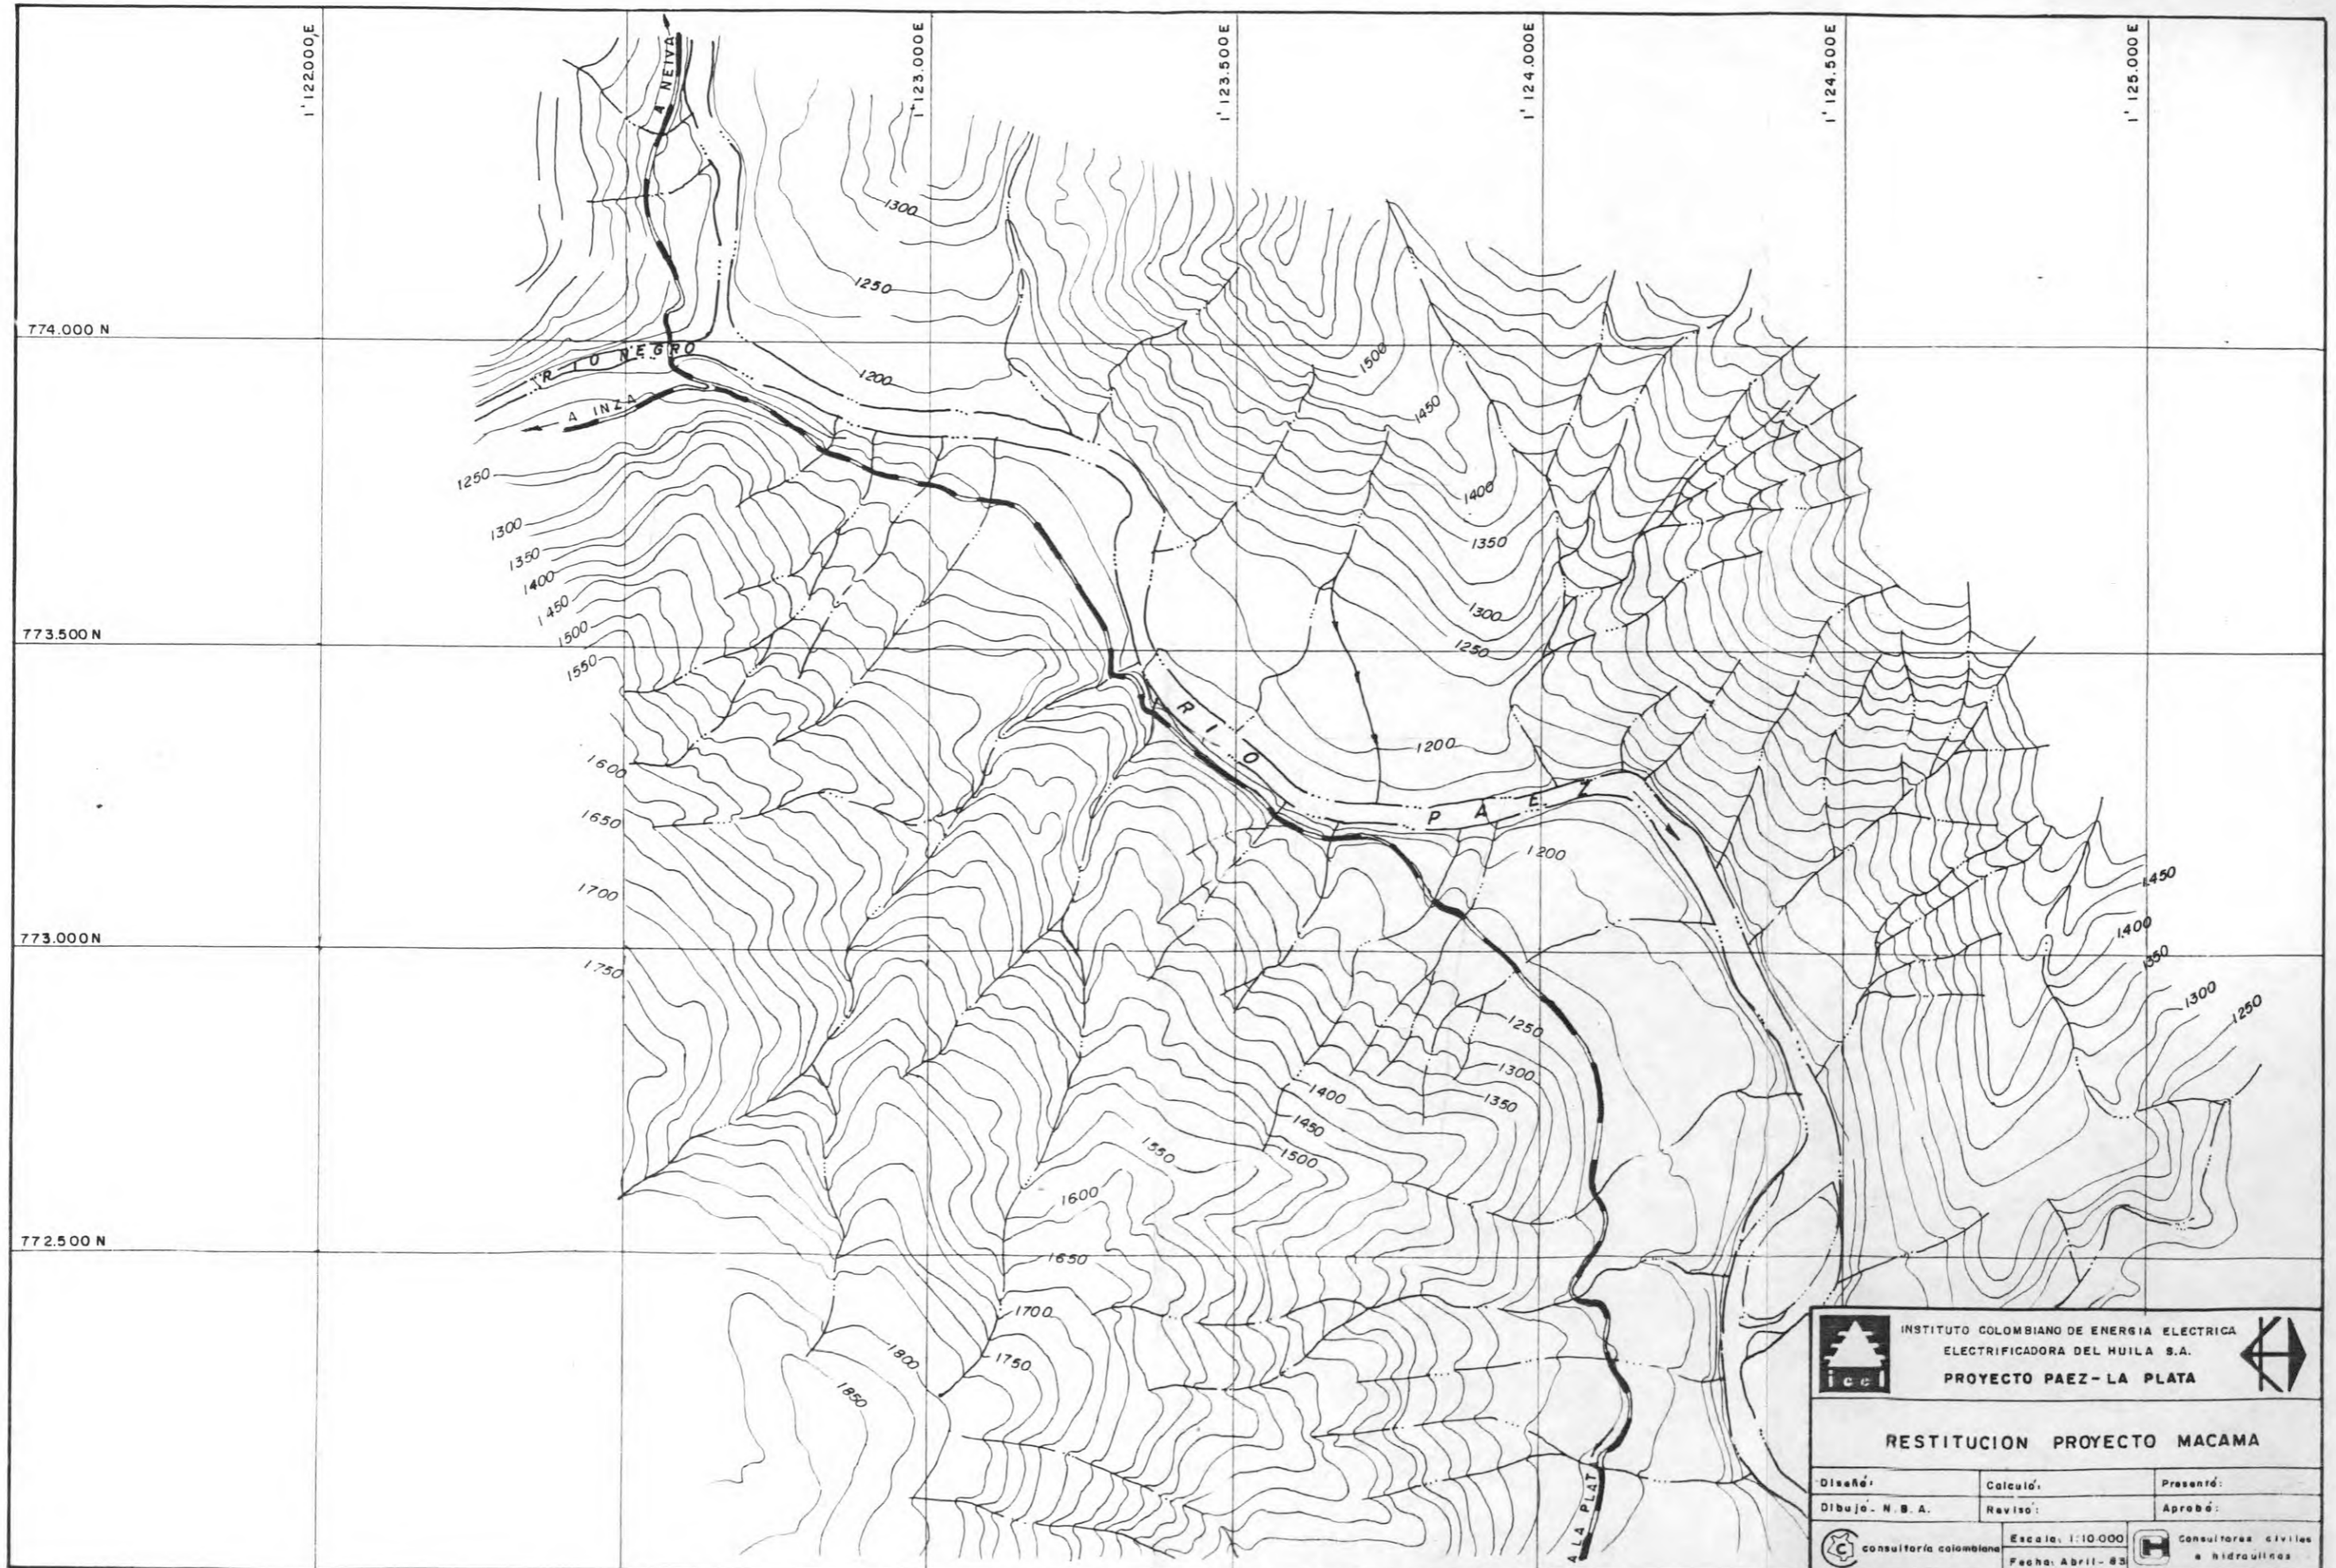 1'122.000E
1'123.000E
1'123.500E
1'124.000E
1'124.500E
1'125.000E
A NEIVA
1300
1250
774.000 N
RIO NEGRO
1200
1500
A INZA
1450
1250
1400
1300
1350
1350
1400
1300
1450
773.500 N
1500
1250
1550
RIO PAEZ
1200
1600
1650
1200
1700
1450
1400
773.000 N
1350
1750
1300
1250
1250
1300
1400
1350
1450
1550
1500
1600
772.500 N
1650
1700
1750
1800
1850
A LA PLAT
INSTITUTO COLOMBIANO DE ENERGIA ELECTRICA
ELECTRIFICADORA DEL HUILA S.A.
PROYECTO PAEZ-LA PLATA
icel
RESTITUCION PROYECTO MACAMA
Diseñó:
Calculó:
Presentó:
Dibujó- N.B.A.
Revisó:
Aprobó:
consultoría colombiana
Escala: 1:10.000
Fecha: Abril-83
Consultores civiles
e hidraúlicos